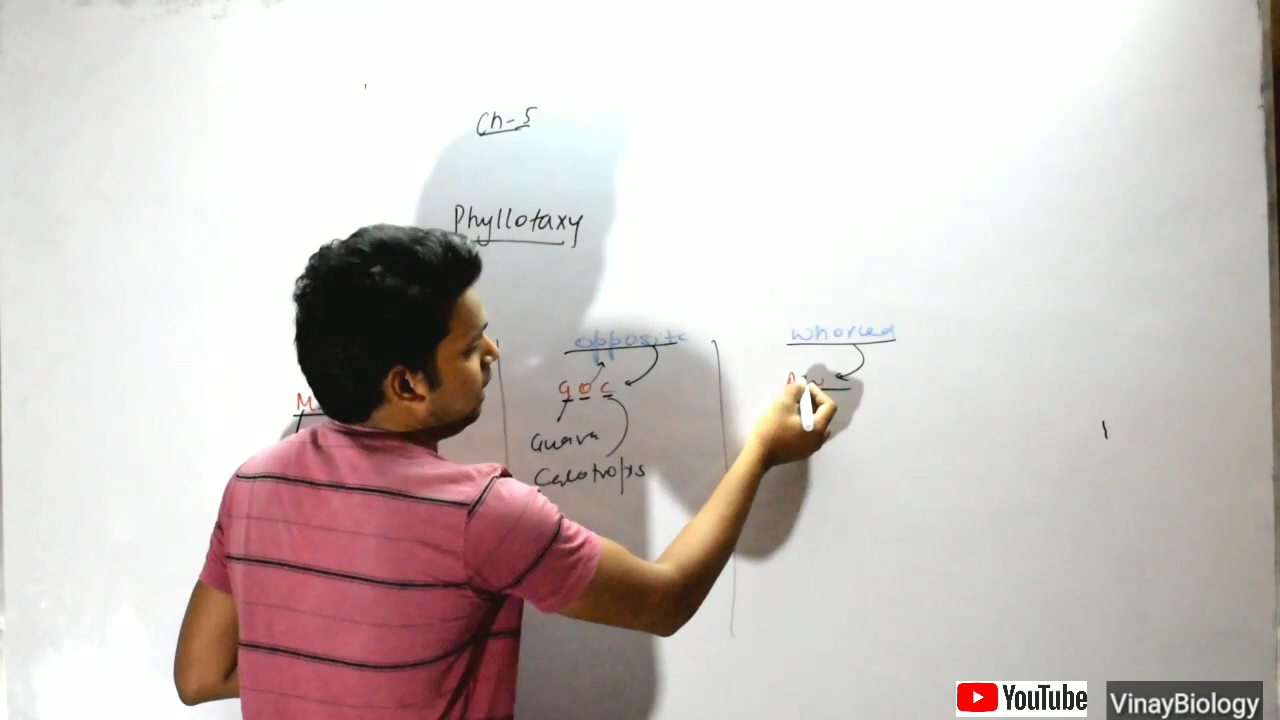 Ch-5
Phyllotaxy
opposite
whorled
M
G O C
Guava
Calotropis
YouTube
VinayBiology